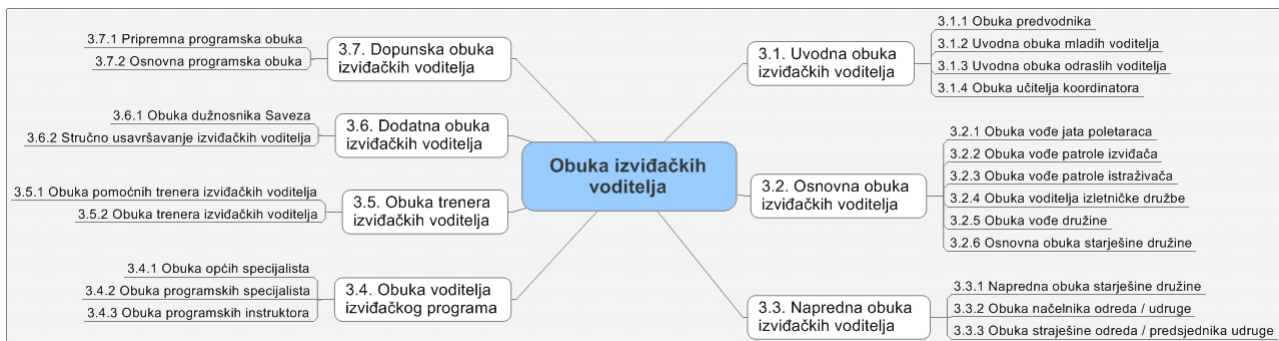 Obuka izviđačkih
voditelja
3.1. Uvodna obuka
izviđačkih voditelja
3.1.1 Obuka predvodnika
3.1.2 Uvodna obuka mladih voditelja
3.1.3 Uvodna obuka odraslih voditelja
3.1.4 Obuka učitelja koordinatora
3.2. Osnovna obuka
izviđačkih voditelja
3.2.1 Obuka vođe jata poletaraca
3.2.2 Obuka vođe patrole izviđača
3.2.3 Obuka vođe patrole istraživača
3.2.4 Obuka voditelja izletničke družbe
3.2.5 Obuka vođe družine
3.2.6 Osnovna obuka starješine družine
3.3. Napredna obuka
izviđačkih voditelja
3.3.1 Napredna obuka starješine družine
3.3.2 Obuka načelnika odreda / udruge
3.3.3 Obuka straješine odreda / predsjednika udruge
3.4. Obuka voditelja
izviđačkog programa
3.4.1 Obuka općih specijalista
3.4.2 Obuka programskih specijalista
3.4.3 Obuka programskih instruktora
3.5. Obuka trenera
izviđačkih voditelja
3.5.1 Obuka pomoćnih trenera izviđačkih voditelja
3.5.2 Obuka trenera izviđačkih voditelja
3.6. Dodatna obuka
izviđačkih voditelja
3.6.1 Obuka dužnosnika Saveza
3.6.2 Stručno usavršavanje izviđačkih voditelja
3.7. Dopunska obuka
izviđačkih voditelja
3.7.1 Pripremna programska obuka
3.7.2 Osnovna programska obuka